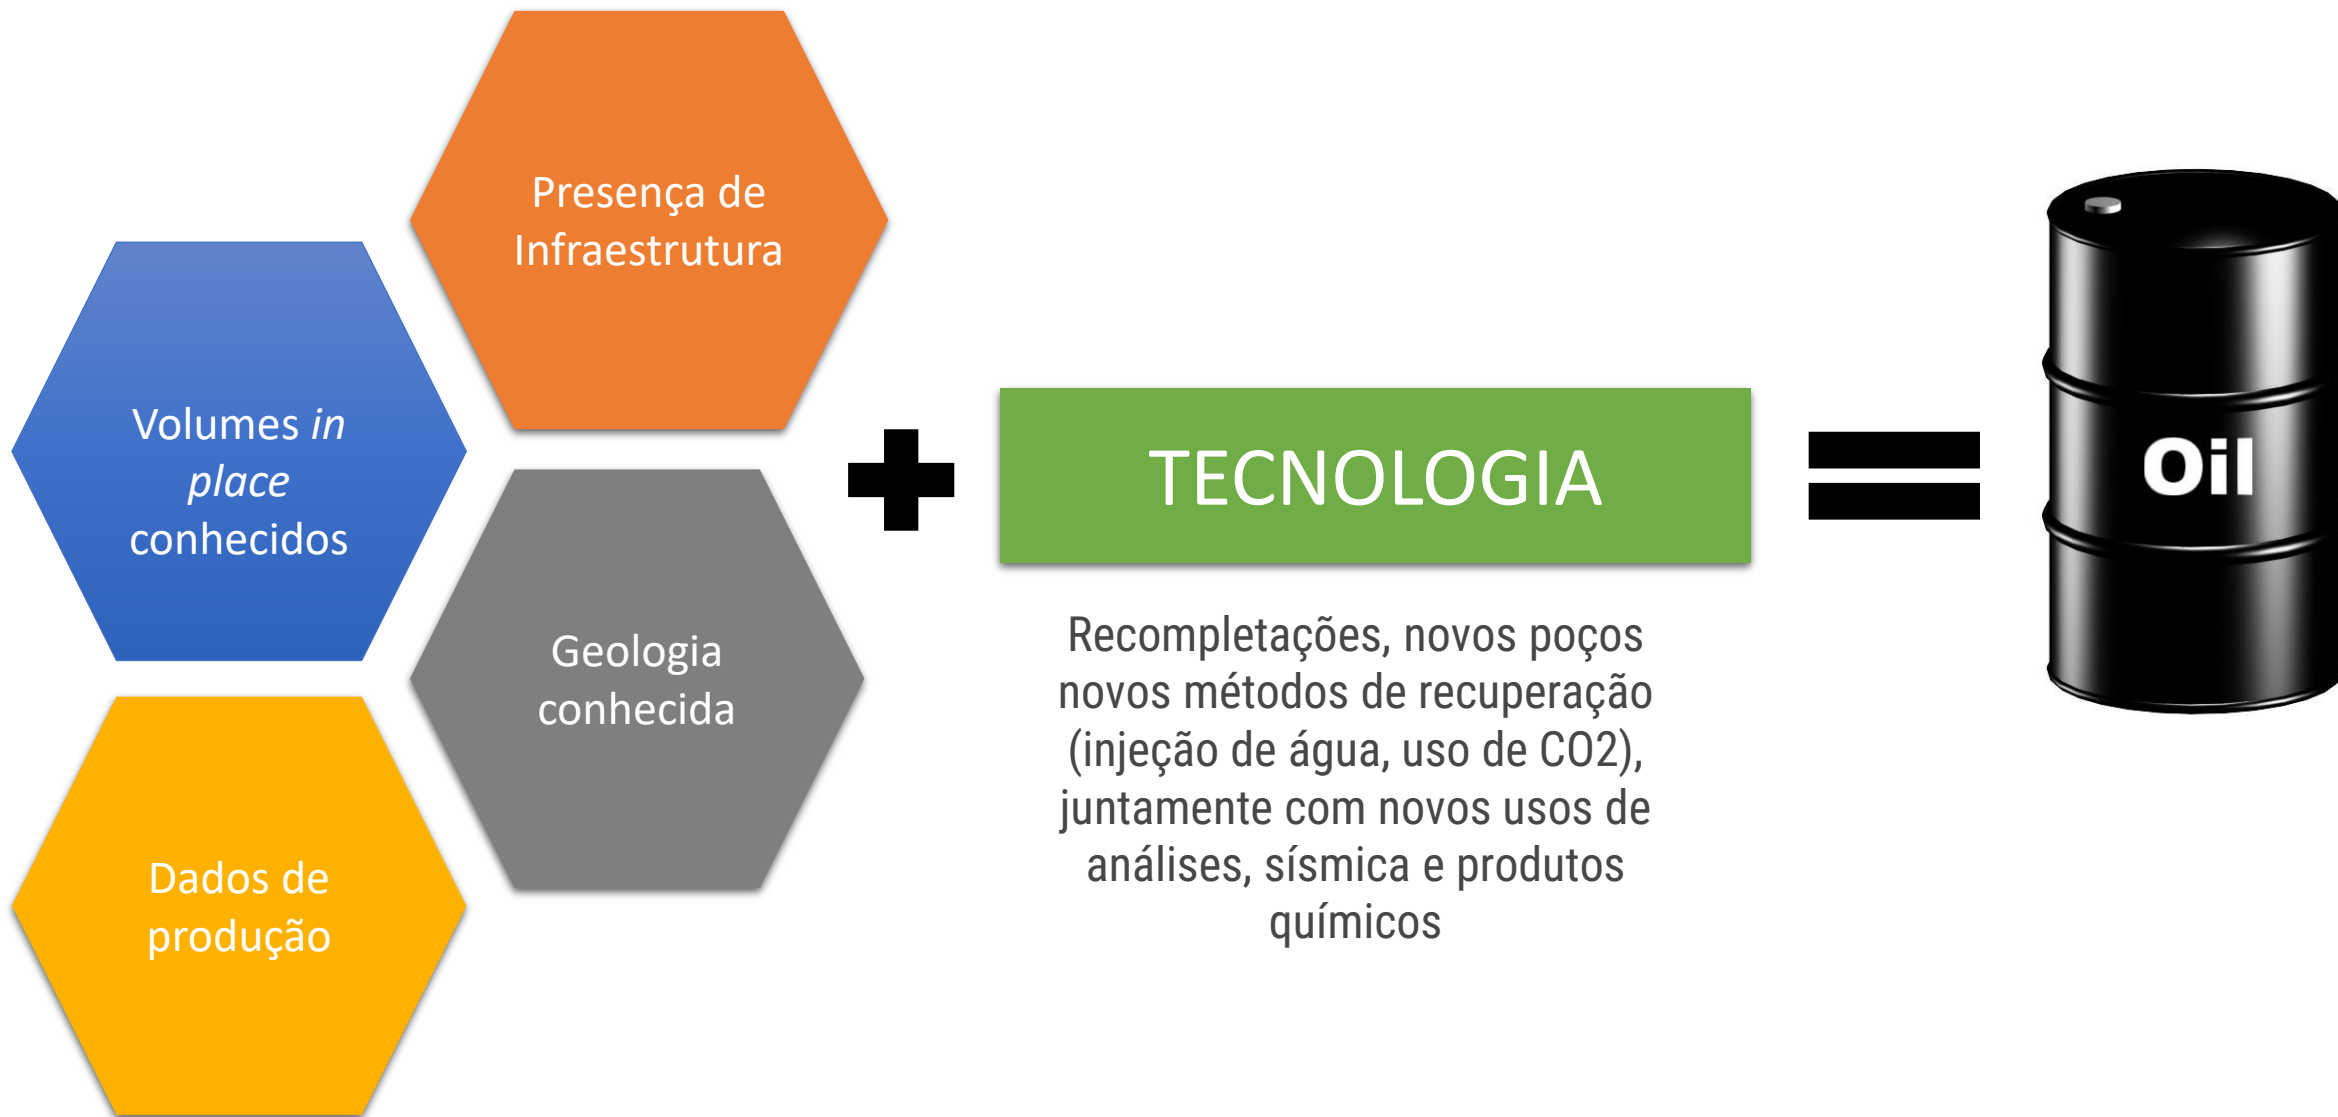 Presença de
Infraestrutura
Volumes in
place
conhecidos
Geologia
conhecida
Dados de
produção
TECNOLOGIA
Recompletações, novos poços
novos métodos de recuperação
(injeção de água, uso de CO2),
juntamente com novos usos de
análises, sísmica e produtos
químicos
Oil